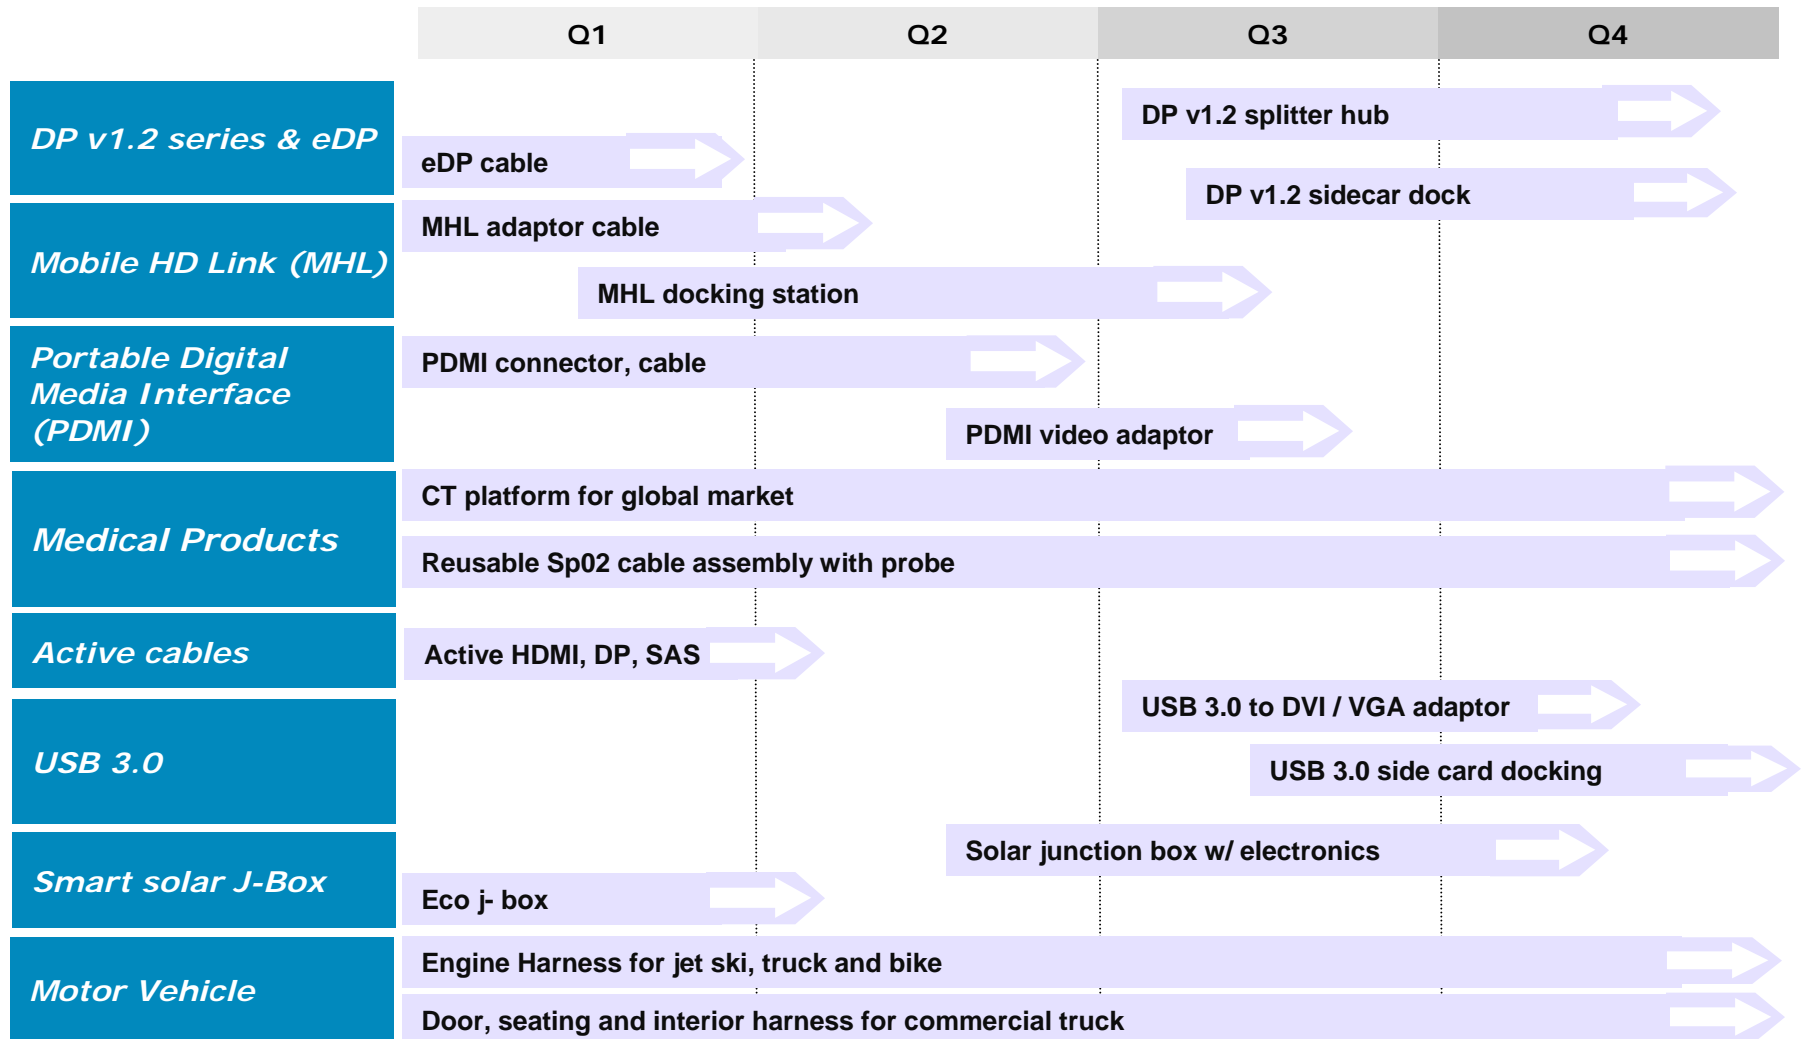 Q1 Q2 Q3 Q4
DP v1.2 series & eDP
DP v1.2 splitter hub
eDP cable
DP v1.2 sidecar dock
Mobile HD Link (MHL)
MHL adaptor cable
MHL docking station
Portable Digital
Media Interface
(PDMI)
PDMI connector, cable
PDMI video adaptor
Medical Products
CT platform for global market
Reusable Sp02 cable assembly with probe
Active cables
Active HDMI, DP, SAS
USB 3.0
USB 3.0 to DVI / VGA adaptor
USB 3.0 side card docking
Smart solar J-Box
Solar junction box w/ electronics
Eco j- box
Motor Vehicle
Engine Harness for jet ski, truck and bike
Door, seating and interior harness for commercial truck